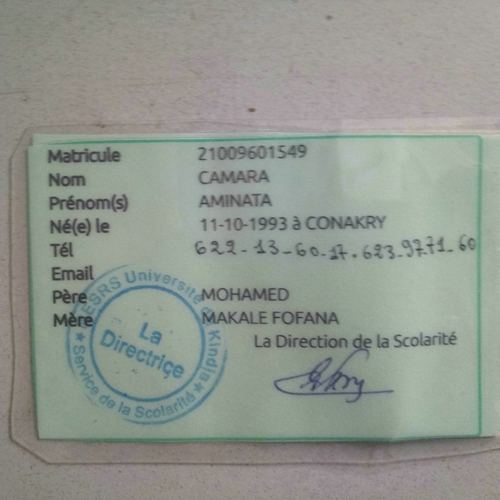 Matricule 21009601549
Nom CAMARA
Prénom(s) AMINATA
Né(e) le 11-10-1993 à CONAKRY
Tél 622-13-60-17-623-9771-60
Email
Père MOHAMED
Mère MAKALE FOFANA
La Direction de la Scolarité
Université Kindia
La Directrice
★ Service de la Scolarité ★